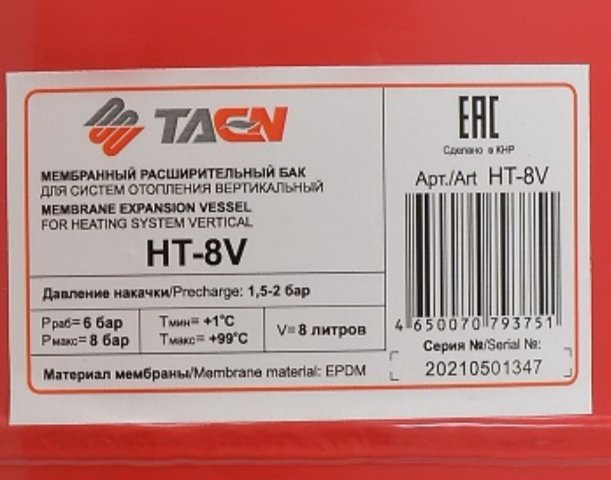 TAEN
МЕМБРАННЫЙ РАСШИРИТЕЛЬНЫЙ БАК
ДЛЯ СИСТЕМ ОТОПЛЕНИЯ ВЕРТИКАЛЬНЫЙ
MEMBRANE EXPANSION VESSEL
FOR HEATING SYSTEM VERTICAL
HT-8V
Давление накачки/Precharge: 1,5-2 бар
Pраб= 6 бар
Pмакс= 8 бар
Tмин= +1°C
Tмакс= +99°C
V= 8 литров
Материал мембраны/Membrane material: EPDM
EAC
Сделано в КНР
Арт./Art HT-8V
4 650070 793751
Серия №/Serial №:
20210501347